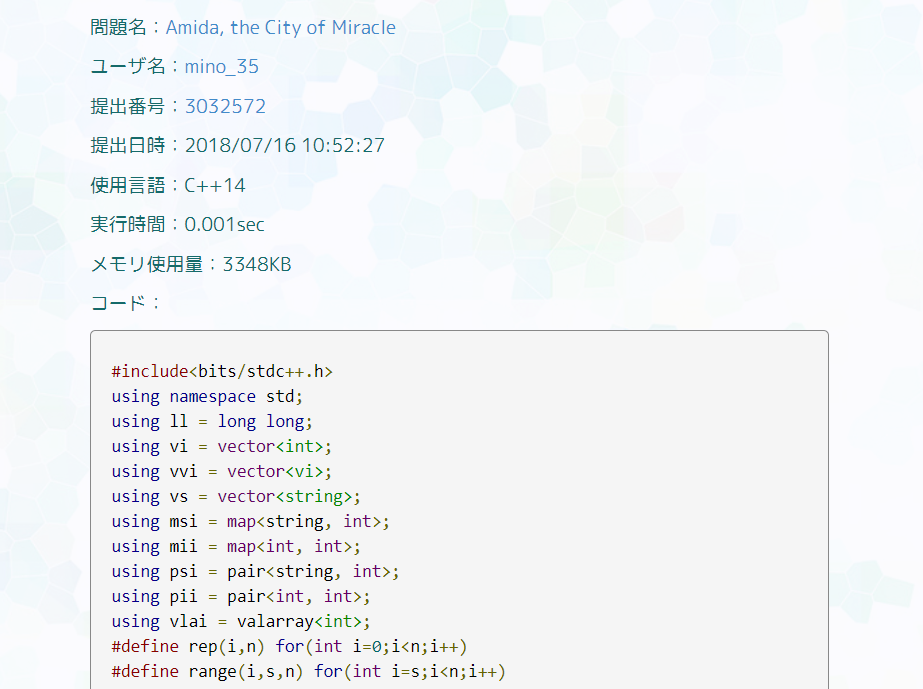 問題名：Amida, the City of Miracle
ユーザ名：mino_35
提出番号：3032572
提出日時：2018/07/16 10:52:27
使用言語：C++14
実行時間：0.001sec
メモリ使用量：3348KB
コード：
#include<bits/stdc++.h>
using namespace std;
using ll = long long;
using vi = vector<int>;
using vvi = vector<vi>;
using vs = vector<string>;
using msi = map<string, int>;
using mii = map<int, int>;
using psi = pair<string, int>;
using pii = pair<int, int>;
using vlai = valarray<int>;
#define rep(i,n) for(int i=0;i<n;i++)
#define range(i,s,n) for(int i=s;i<n;i++)